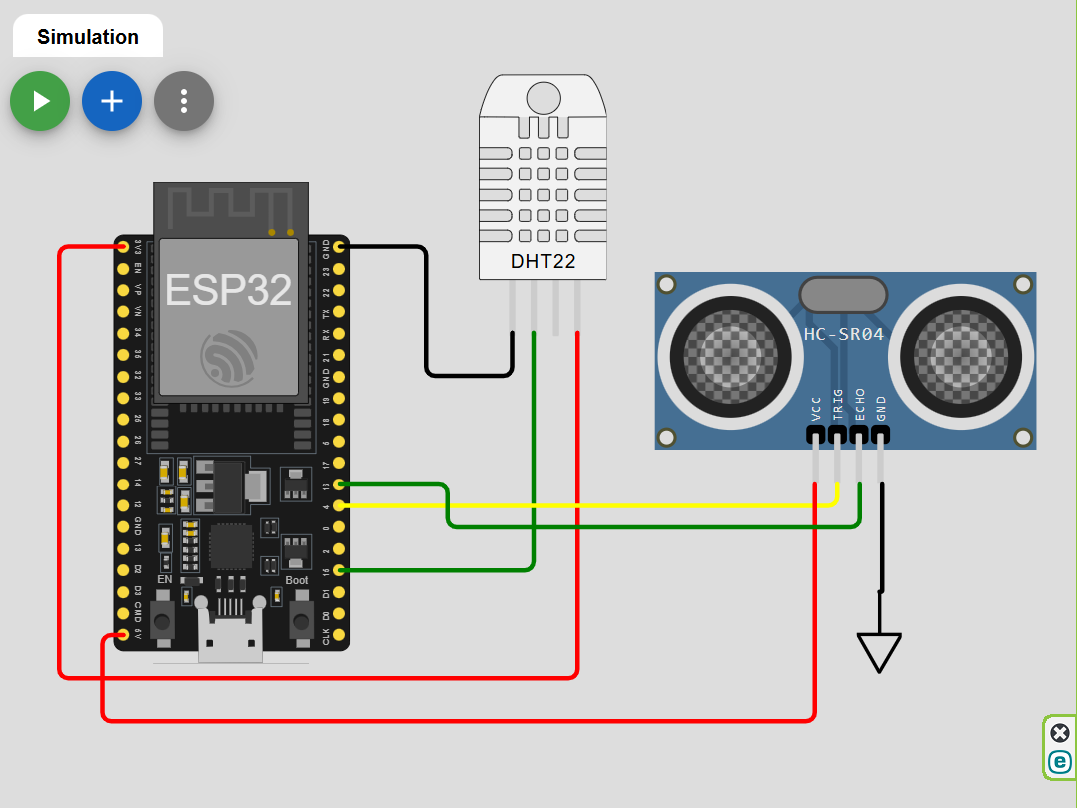 Simulation
DHT22
3V3
EN
VP
VN
34
35
32
33
25
26
27
14
12
GND
13
D2
D3
CMD
5V
ESP32
GND
23
22
TX
RX
21
GND
19
18
5
17
4
0
2
15
D1
D0
CLK
EN
Boot
HC-SR04
VCC
TRIG
ECHO
GND
e